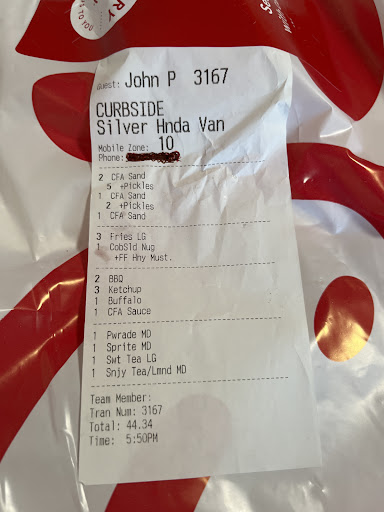 RY
TO YOU
Guest: John P 3167
CURBSIDE
Silver Hnda Van
Mobile Zone: 10
Phone:
2 CFA Sand
5 +Pickles
1 CFA Sand
2 +Pickles
1 CFA Sand
3 Fries LG
1 CobSld Nug
+FF Hny Must.
2 BBQ
3 Ketchup
1 Buffalo
1 CFA Sauce
1 Pwrade MD
1 Sprite MD
1 Swt Tea LG
1 Snjy Tea/Lmnd MD
Team Member:
Tran Num: 3167
Total: 44.34
Time: 5:50PM